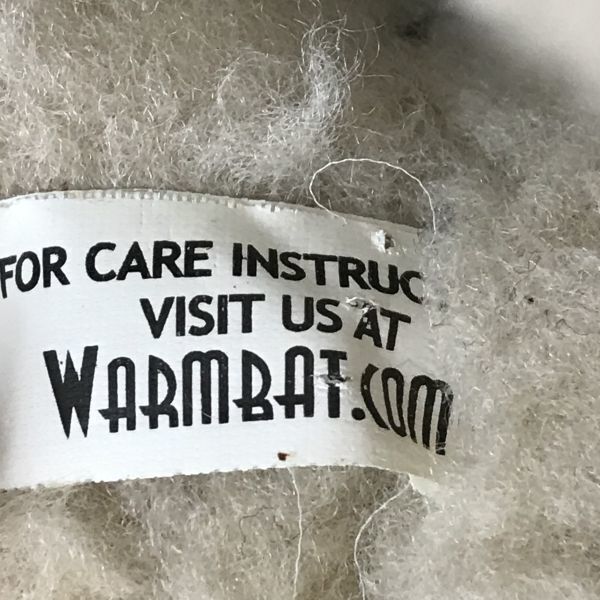 FOR CARE INSTRUC
VISIT US AT
WARMBAT.COM